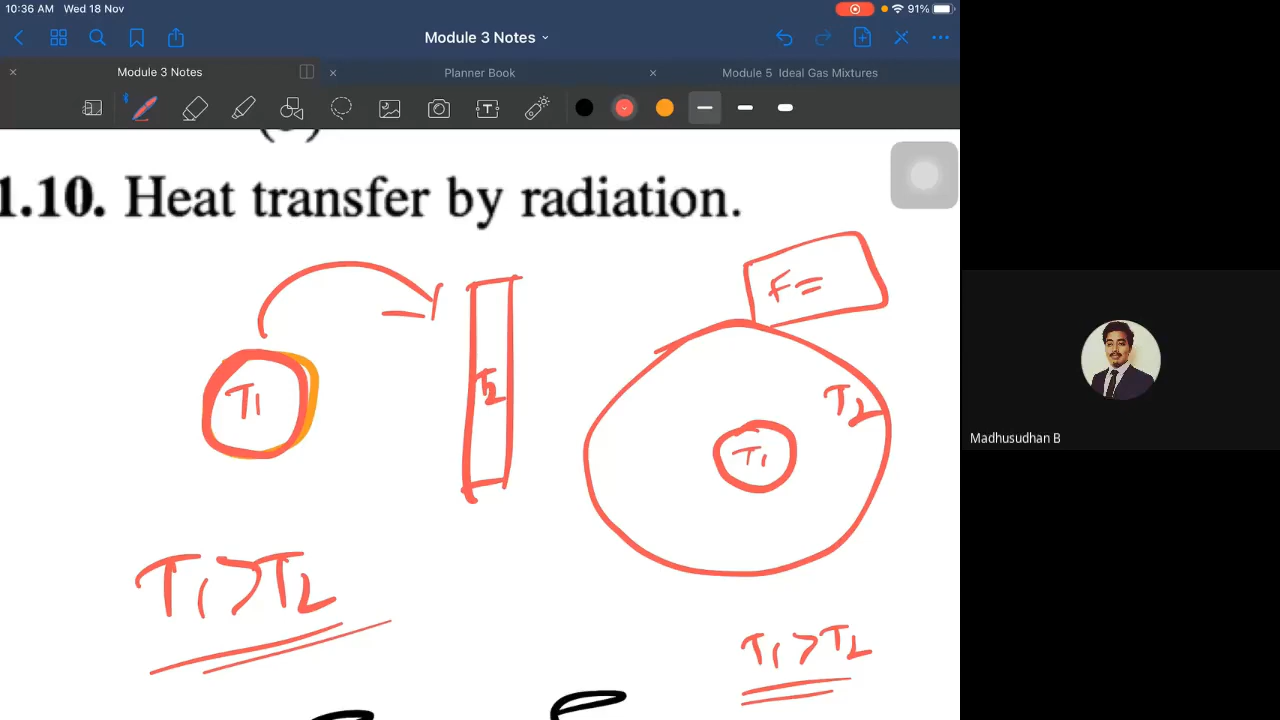 10:36 AM Wed 18 Nov
91%
Module 3 Notes
Module 3 Notes
Planner Book
Module 5 Ideal Gas Mixtures
1.10. Heat transfer by radiation.
F=
T1
T2
T2
T1
T1>T2
T1>T2
Madhusudhan B